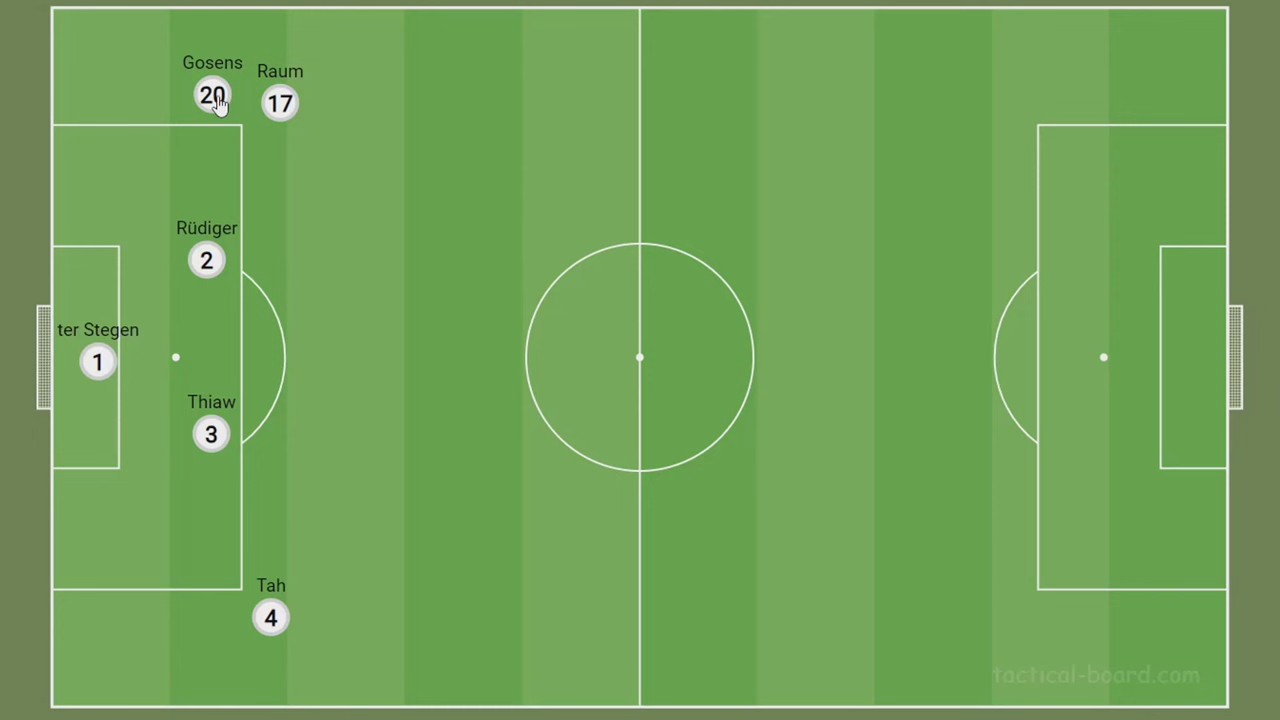 Gosens
20
Raum
17
Rüdiger
2
ter Stegen
1
Thiaw
3
Tah
4
tactical-board.com